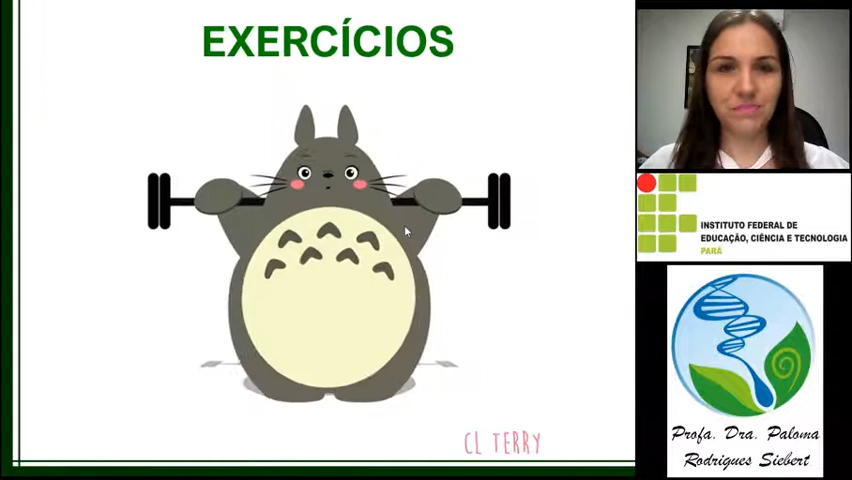 EXERCÍCIOS
CL TERRY
INSTITUTO FEDERAL DE
EDUCAÇÃO, CIÊNCIA E TECNOLOGIA
PARÁ
Profa. Dra. Paloma
Rodrigues Siebert